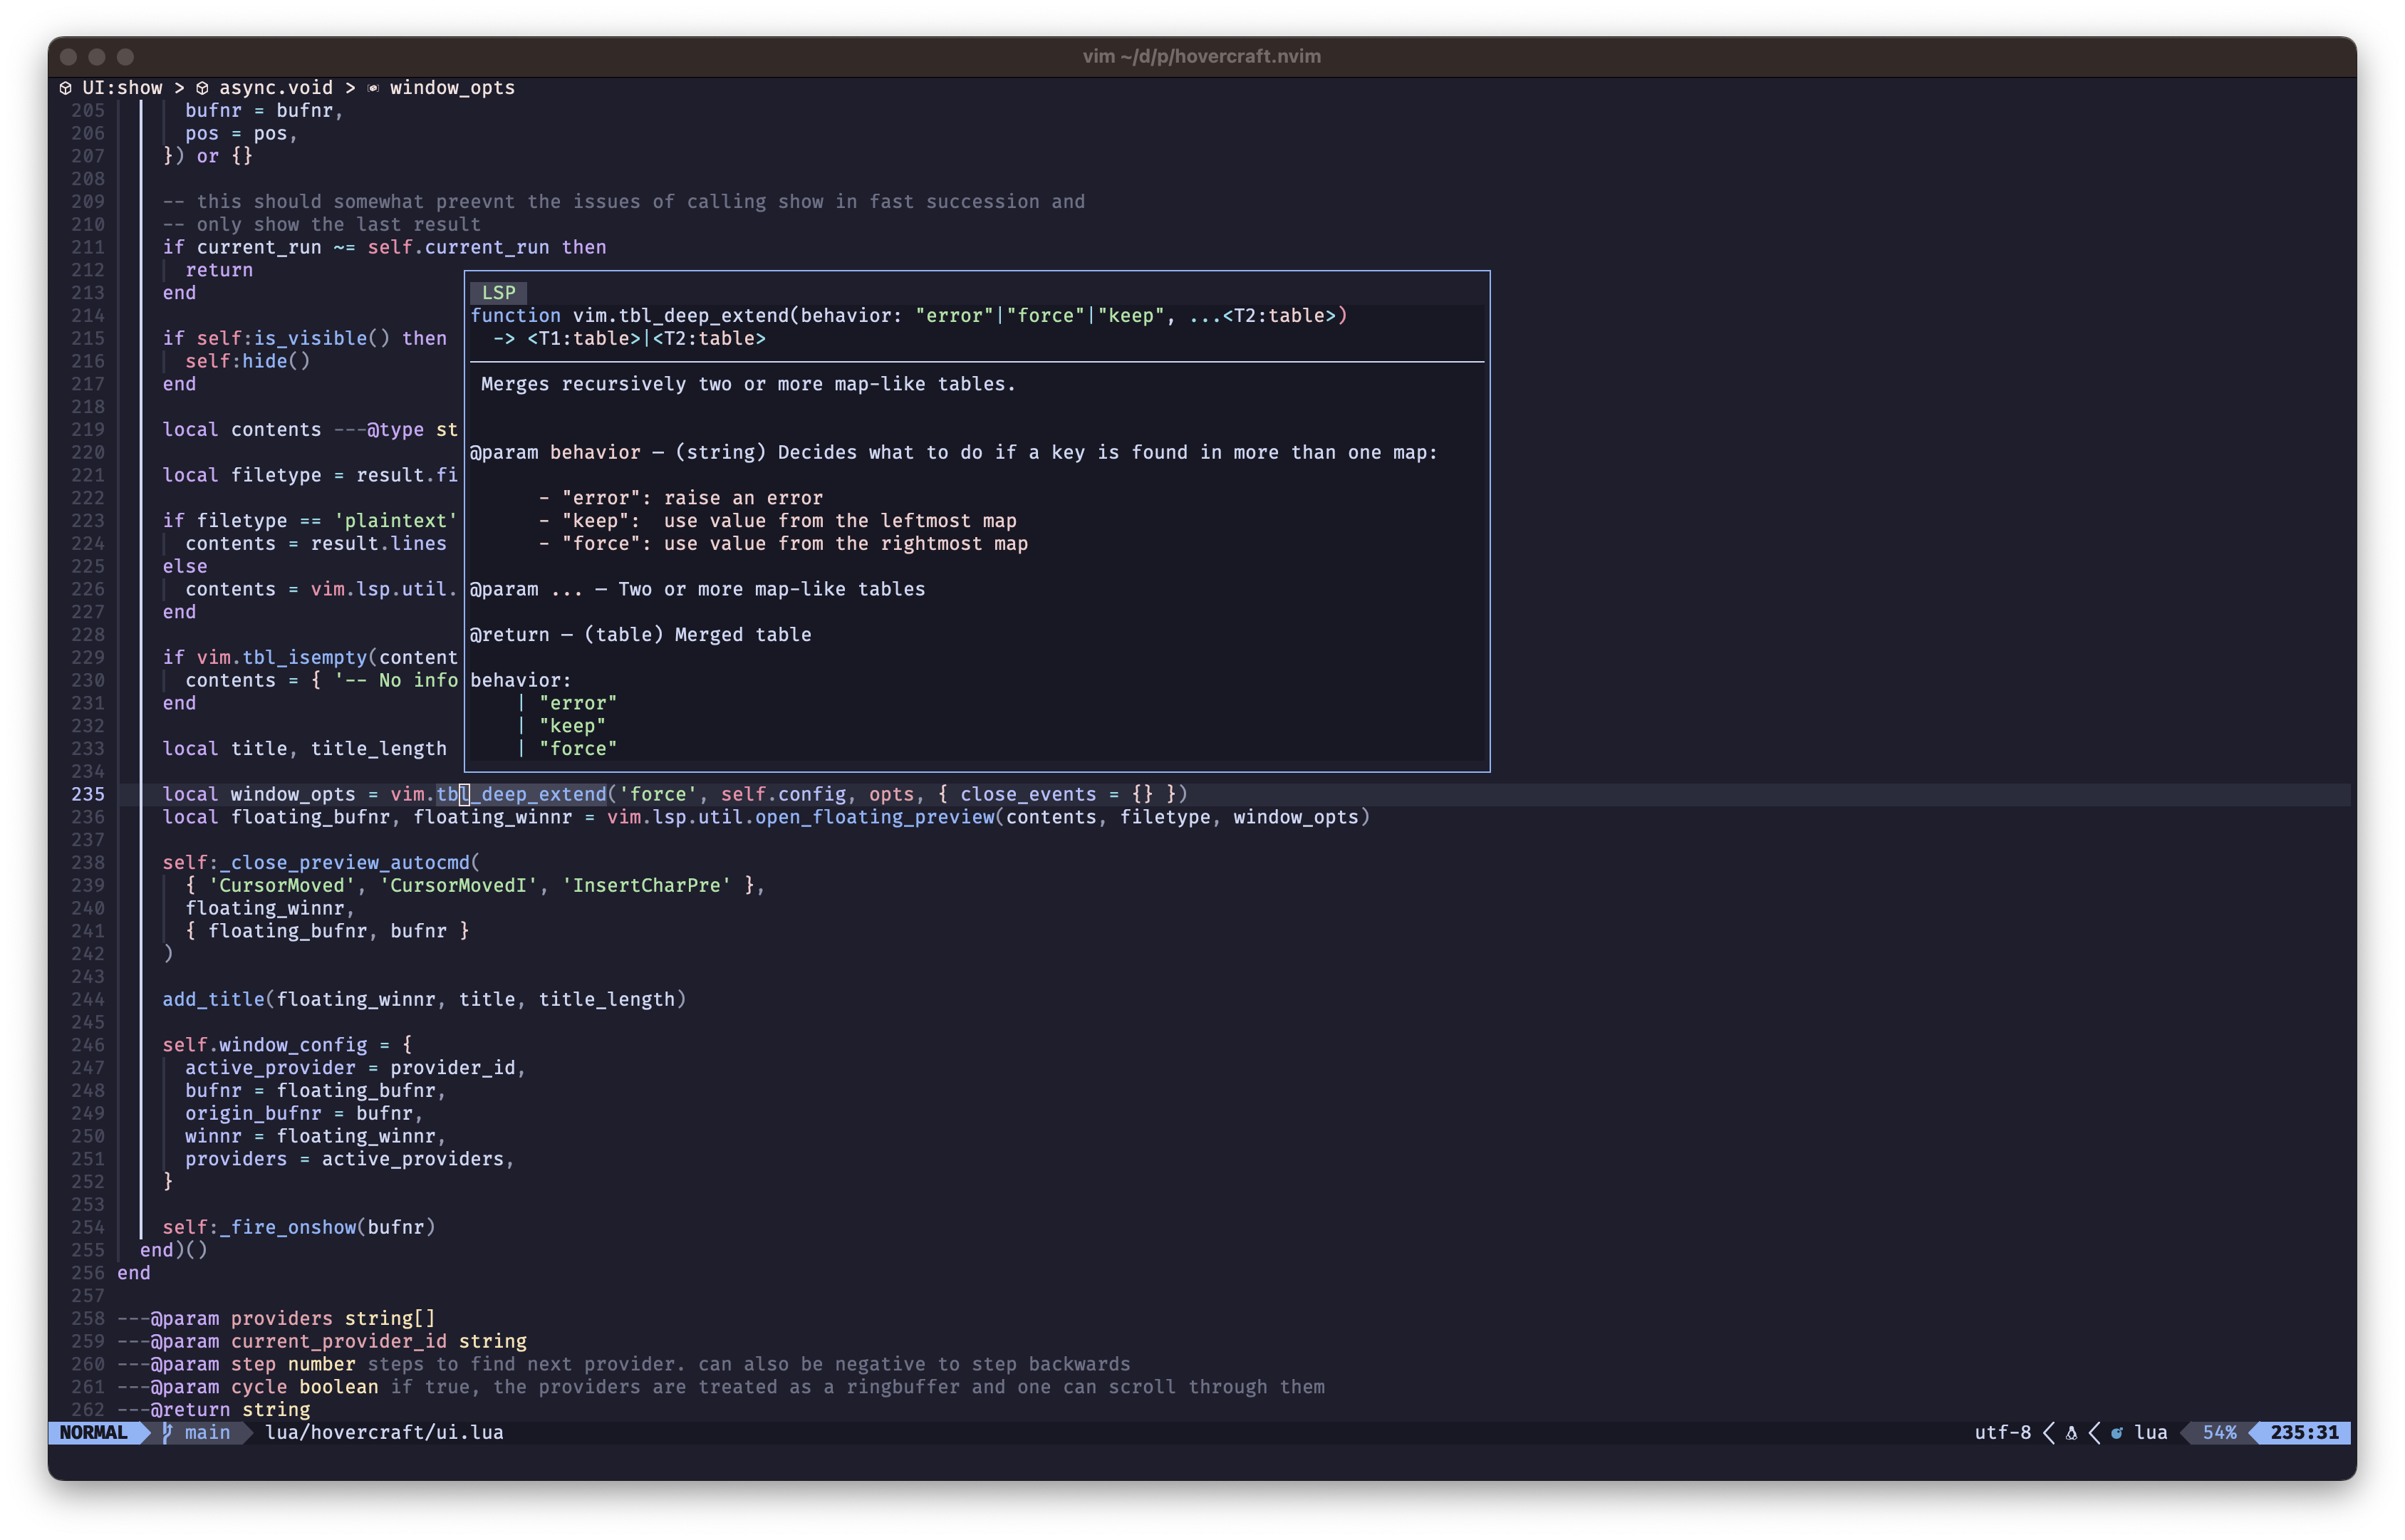 vim ~/d/p/hovercraft.nvim
UI:show > async.void > window_opts
205 bufnr = bufnr,
206 pos = pos,
207 }) or {}
208
209 -- this should somewhat preevnt the issues of calling show in fast succession and
210 -- only show the last result
211 if current_run ~= self.current_run then
212 return
213 end
214
215 if self:is_visible() then
216 self:hide()
217 end
218
219 local contents ---@type st
220
221 local filetype = result.fi
222
223 if filetype == 'plaintext'
224 contents = result.lines
225 else
226 contents = vim.lsp.util.
227 end
228
229 if vim.tbl_isempty(content
230 contents = { '-- No info
231 end
232
233 local title, title_length
234
LSP
function vim.tbl_deep_extend(behavior: "error"|"force"|"keep", ...<T2:table>)
-> <T1:table>|<T2:table>
Merges recursively two or more map-like tables.
@param behavior — (string) Decides what to do if a key is found in more than one map:
- "error": raise an error
- "keep":  use value from the leftmost map
- "force": use value from the rightmost map
@param ... — Two or more map-like tables
@return — (table) Merged table
behavior:
| "error"
| "keep"
| "force"
235 local window_opts = vim.tbl_deep_extend('force', self.config, opts, { close_events = {} })
236 local floating_bufnr, floating_winnr = vim.lsp.util.open_floating_preview(contents, filetype, window_opts)
237
238 self:_close_preview_autocmd(
239 { 'CursorMoved', 'CursorMovedI', 'InsertCharPre' },
240 floating_winnr,
241 { floating_bufnr, bufnr }
242 )
243
244 add_title(floating_winnr, title, title_length)
245
246 self.window_config = {
247 active_provider = provider_id,
248 bufnr = floating_bufnr,
249 origin_bufnr = bufnr,
250 winnr = floating_winnr,
251 providers = active_providers,
252 }
253
254 self:_fire_onshow(bufnr)
255 end)()
256 end
257
258 ---@param providers string[]
259 ---@param current_provider_id string
260 ---@param step number steps to find next provider. can also be negative to step backwards
261 ---@param cycle boolean if true, the providers are treated as a ringbuffer and one can scroll through them
262 ---@return string
NORMAL main lua/hovercraft/ui.lua utf-8 lua 54% 235:31